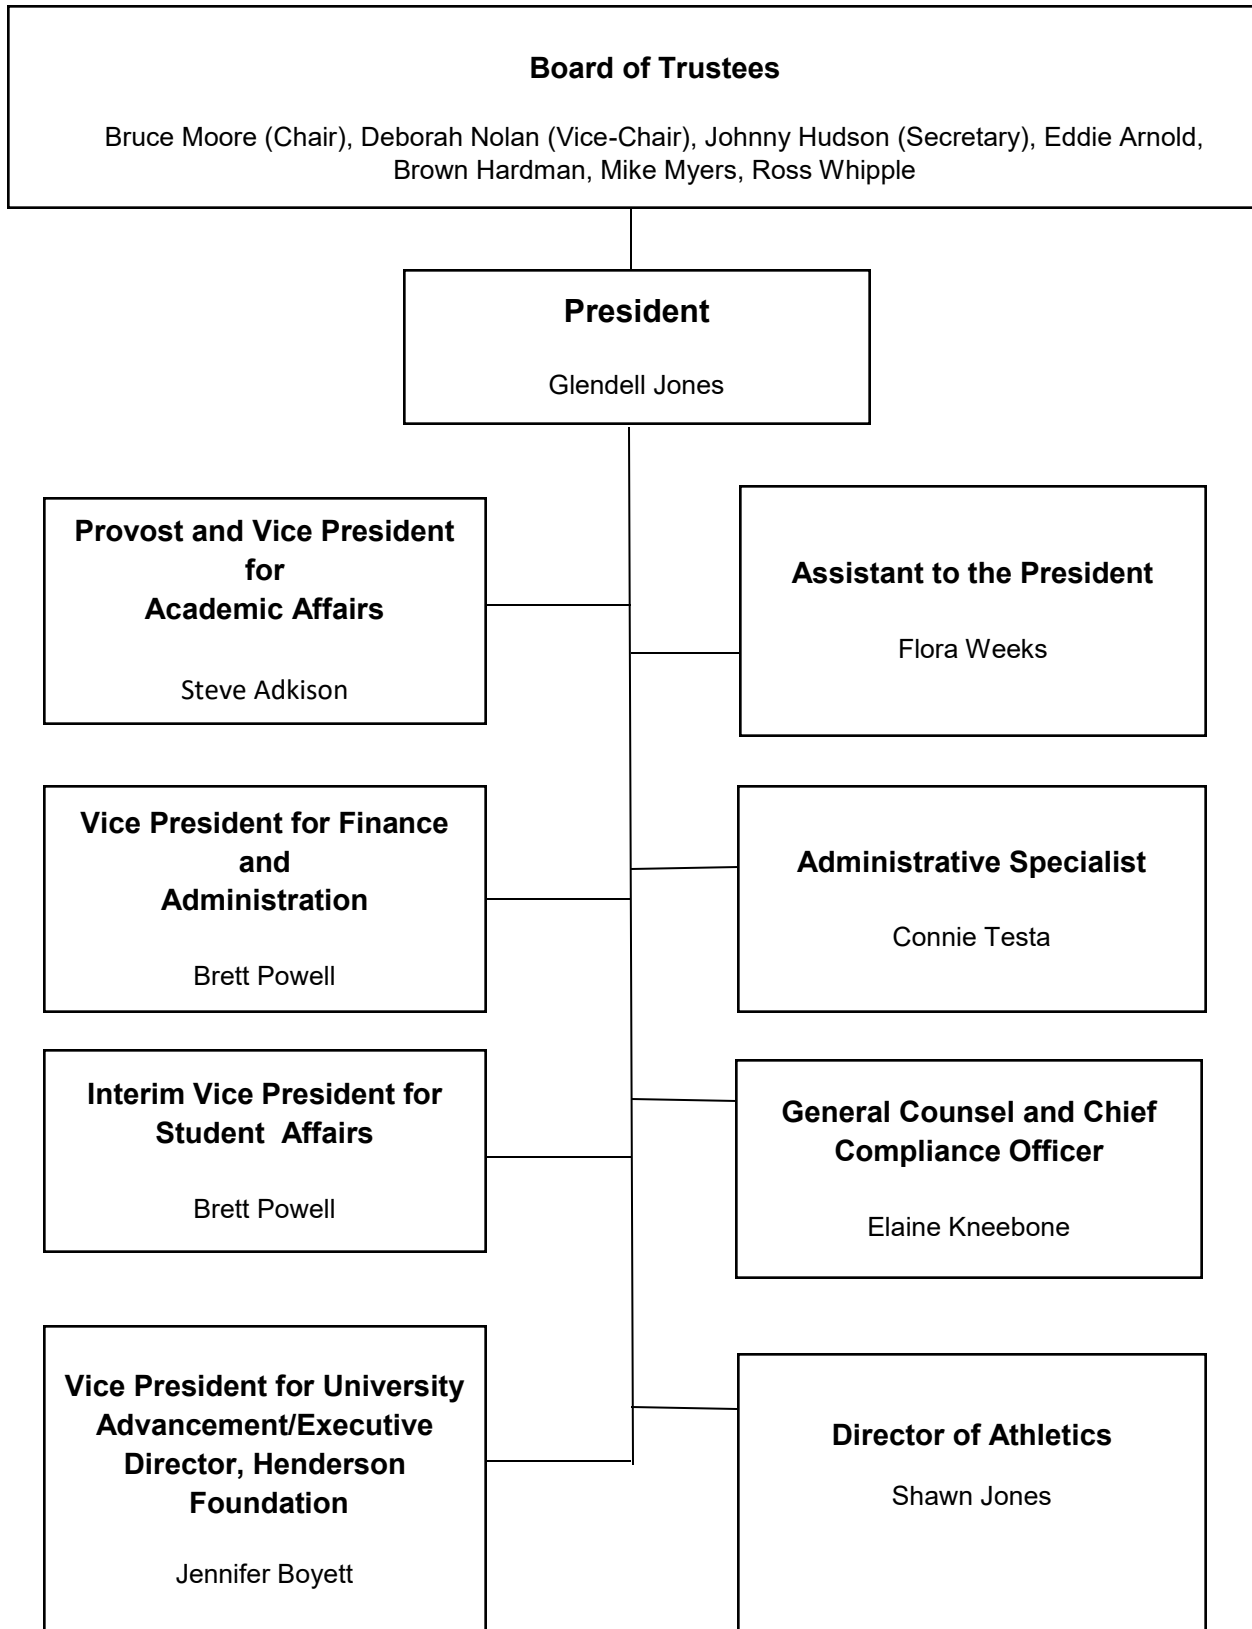 Board of Trustees
Bruce Moore (Chair), Deborah Nolan (Vice-Chair), Johnny Hudson (Secretary), Eddie Arnold,
Brown Hardman, Mike Myers, Ross Whipple
President
Glendell Jones
Provost and Vice President
for
Academic Affairs
Steve Adkison
Assistant to the President
Flora Weeks
Vice President for Finance
and
Administration
Brett Powell
Administrative Specialist
Connie Testa
Interim Vice President for
Student  Affairs
Brett Powell
General Counsel and Chief
Compliance Officer
Elaine Kneebone
Vice President for University
Advancement/Executive
Director, Henderson
Foundation
Jennifer Boyett
Director of Athletics
Shawn Jones